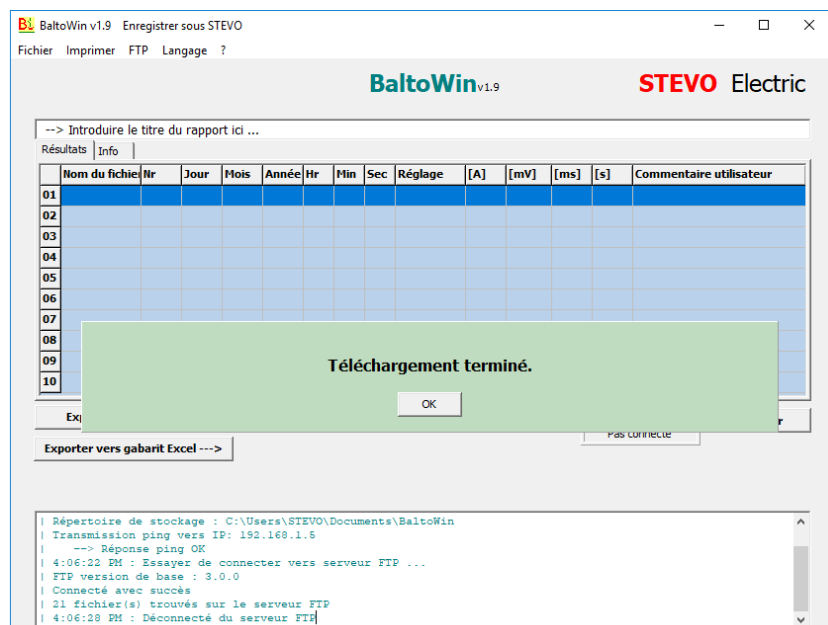 BaltoWin v1.9 Enregistrer sous STEVO
Fichier Imprimer FTP Langage ?
BaltoWin v1.9
STEVO Electric
--> Introduire le titre du rapport ici ...
Résultats Info
Nom du fichier Nr Jour Mois Année Hr Min Sec Réglage [A] [mV] [ms] [s] Commentaire utilisateur
01
02
03
04
05
06
07
08
09
10
Téléchargement terminé.
OK
Pas connecté
Exporter vers gabarit Excel --->
| Répertoire de stockage : C:\Users\STEVO\Documents\BaltoWin
| Transmission ping vers IP: 192.168.1.5
| --> Réponse ping OK
| 4:06:22 PM : Essayer de connecter vers serveur FTP ...
| FTP version de base : 3.0.0
| Connecté avec succès
| 21 fichier(s) trouvés sur le serveur FTP
| 4:06:28 PM : Déconnecté du serveur FTP